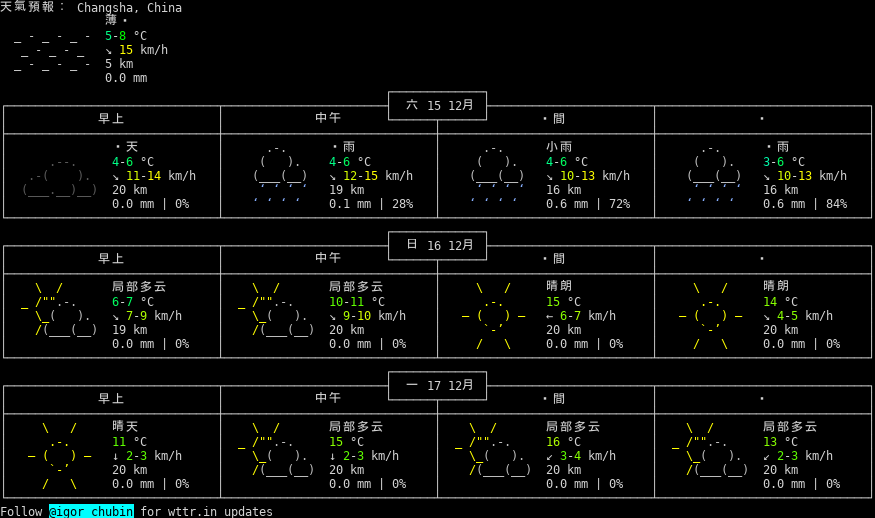 天氣預報： Changsha, China
薄・
5-8 °C
↘ 15 km/h
5 km
0.0 mm
六 15 12月
早上 中午 ・間 ・
・天 ・雨 小雨 ・雨
4-6 °C 4-6 °C 4-6 °C 3-6 °C
↘ 11-14 km/h ↘ 12-15 km/h ↘ 10-13 km/h ↘ 10-13 km/h
20 km 19 km 16 km 16 km
0.0 mm | 0% 0.1 mm | 28% 0.6 mm | 72% 0.6 mm | 84%
日 16 12月
早上 中午 ・間 ・
局部多云 局部多云 晴朗 晴朗
6-7 °C 10-11 °C 15 °C 14 °C
↘ 7-9 km/h ↘ 9-10 km/h ← 6-7 km/h ↘ 4-5 km/h
19 km 20 km 20 km 20 km
0.0 mm | 0% 0.0 mm | 0% 0.0 mm | 0% 0.0 mm | 0%
一 17 12月
早上 中午 ・間 ・
晴天 局部多云 局部多云 局部多云
11 °C 15 °C 16 °C 13 °C
↓ 2-3 km/h ↓ 2-3 km/h ↙ 3-4 km/h ↙ 2-3 km/h
20 km 20 km 20 km 20 km
0.0 mm | 0% 0.0 mm | 0% 0.0 mm | 0% 0.0 mm | 0%
Follow @igor_chubin for wttr.in updates